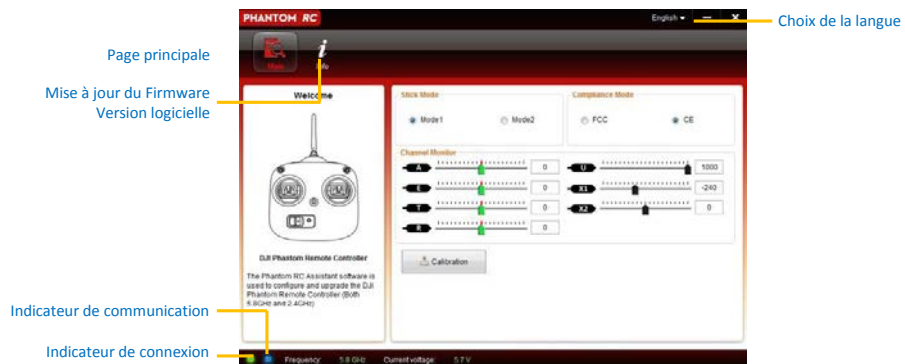 PHANTOM RC
English
Choix de la langue
Page principale
Main
Info
Mise à jour du Firmware
Version logicielle
Welcome
Stick Mode
Mode1
Mode2
Compliance Mode
FCC
CE
Channel Monitor
A
0
E
0
T
0
R
0
U
1000
X1
-240
X2
0
Calibration
DJI Phantom Remote Controller
The Phantom RC Assistant software is
used to configure and upgrade the DJI
Phantom Remote Controller (Both
5.8GHz and 2.4GHz)
Indicateur de communication
Indicateur de connexion
Frequency: 5.8 GHz Current voltage: 5.7 V